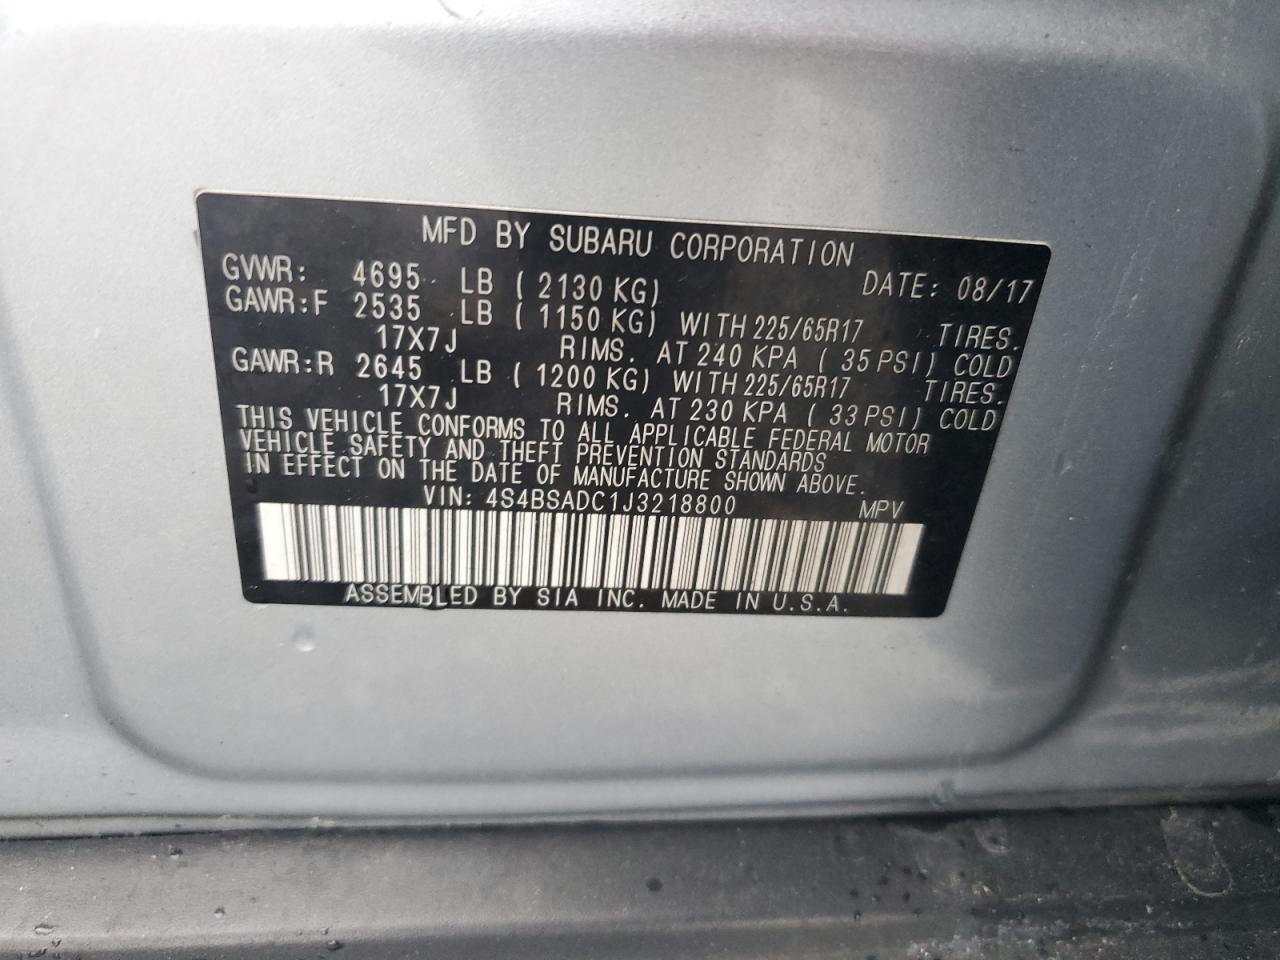 MFD BY SUBARU CORPORATION
GVWR: 4695 LB ( 2130 KG) DATE: 08/17
GAWR:F 2535 LB ( 1150 KG) WITH 225/65R17 TIRES.
17X7J RIMS. AT 240 KPA ( 35 PSI) COLD
GAWR:R 2645 LB ( 1200 KG) WITH 225/65R17 TIRES.
17X7J RIMS. AT 230 KPA ( 33 PSI) COLD
THIS VEHICLE CONFORMS TO ALL APPLICABLE FEDERAL MOTOR
VEHICLE SAFETY AND THEFT PREVENTION STANDARDS
IN EFFECT ON THE DATE OF MANUFACTURE SHOWN ABOVE.
VIN: 4S4BSADC1J3218800 MPV
ASSEMBLED BY SIA INC. MADE IN U.S.A.